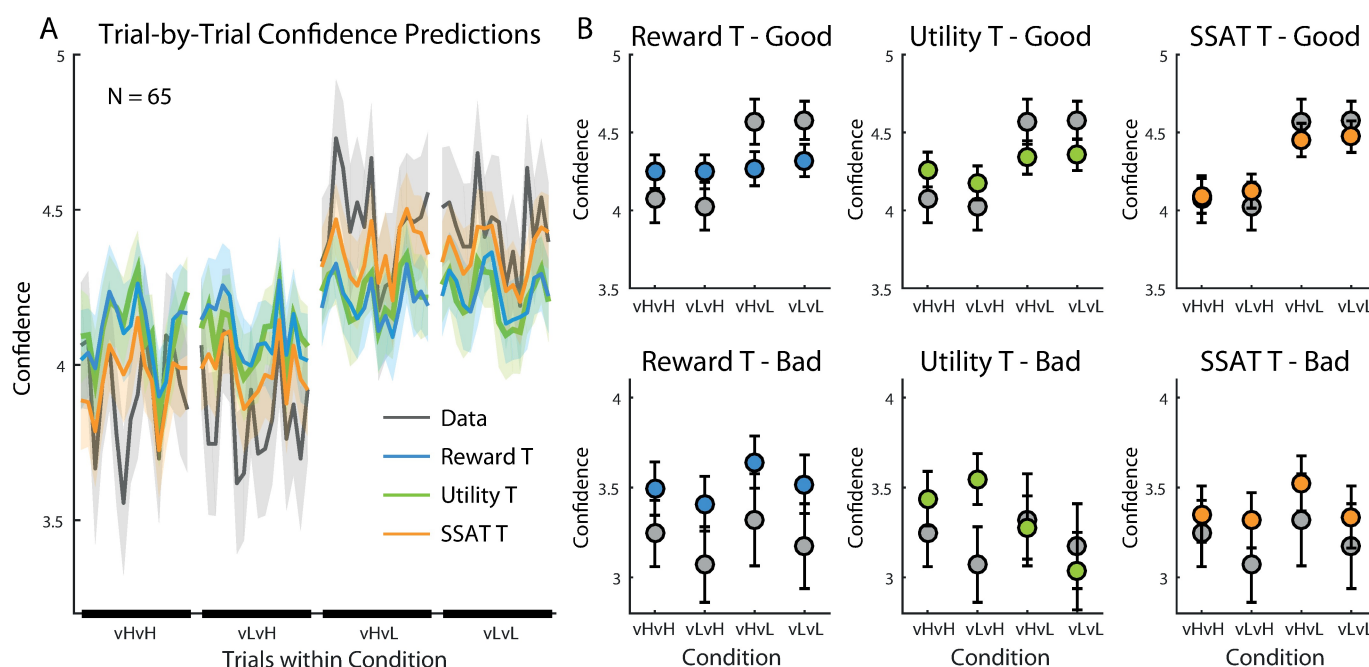 A
Trial-by-Trial Confidence Predictions
N = 65
5
4.5
4
3.5
Confidence
Data
Reward T
Utility T
SSAT T
vHvH
vLvH
vHvL
vLvL
Trials within Condition
B
Reward T - Good
5
4.5
4
3.5
Confidence
vHvH vLvH vHvL vLvL
Utility T - Good
5
4.5
4
3.5
Confidence
vHvH vLvH vHvL vLvL
SSAT T - Good
5
4.5
4
3.5
Confidence
vHvH vLvH vHvL vLvL
Reward T - Bad
4
3.5
3
Confidence
vHvH vLvH vHvL vLvL
Condition
Utility T - Bad
4
3.5
3
Confidence
vHvH vLvH vHvL vLvL
Condition
SSAT T - Bad
4
3.5
3
Confidence
vHvH vLvH vHvL vLvL
Condition